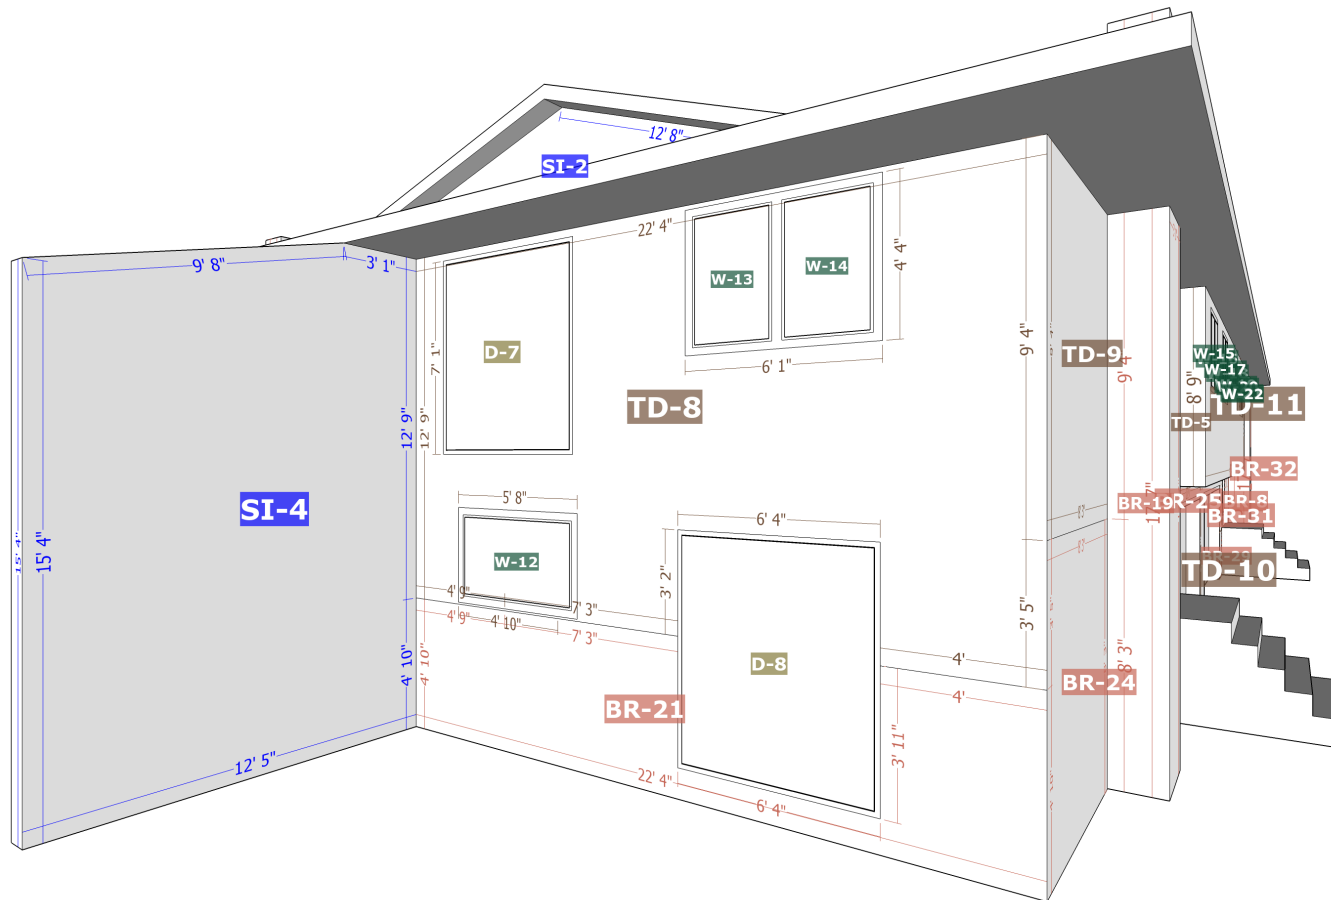 12' 8"
SI-2
22' 4"
9' 8"
3' 1"
W-13
W-14
4' 4"
D-7
7' 1"
6' 1"
9' 4"
TD-9
9' 4
W-15
W-17
W-22
8' 9"
TD-11
TD-8
TD-5
12' 9"
12' 9"
BR-32
SI-4
5' 8"
BR-19
BR-8
BR-31
6' 4"
15' 4"
15' 4"
W-12
3' 2"
TD-10
4' 9"
7' 3"
3' 5"
4' 9"
4' 10"
7' 3"
4'
4' 10"
4' 10"
D-8
8' 3"
BR-24
4'
BR-21
3' 11"
12' 5"
22' 4"
6' 4"